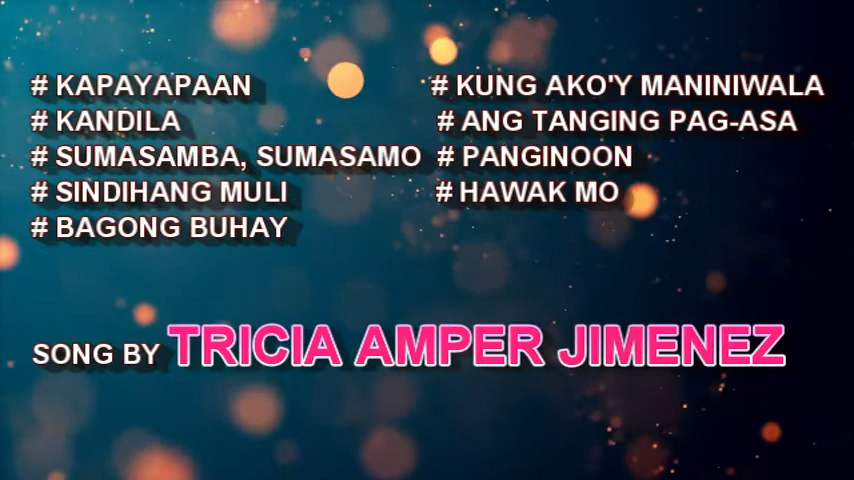 # KAPAYAPAAN
# KANDILA
# SUMASAMBA, SUMASAMO
# SINDIHANG MULI
# BAGONG BUHAY
# KUNG AKO'Y MANINIWALA
# ANG TANGING PAG-ASA
# PANGINOON
# HAWAK MO
SONG BY TRICIA AMPER JIMENEZ